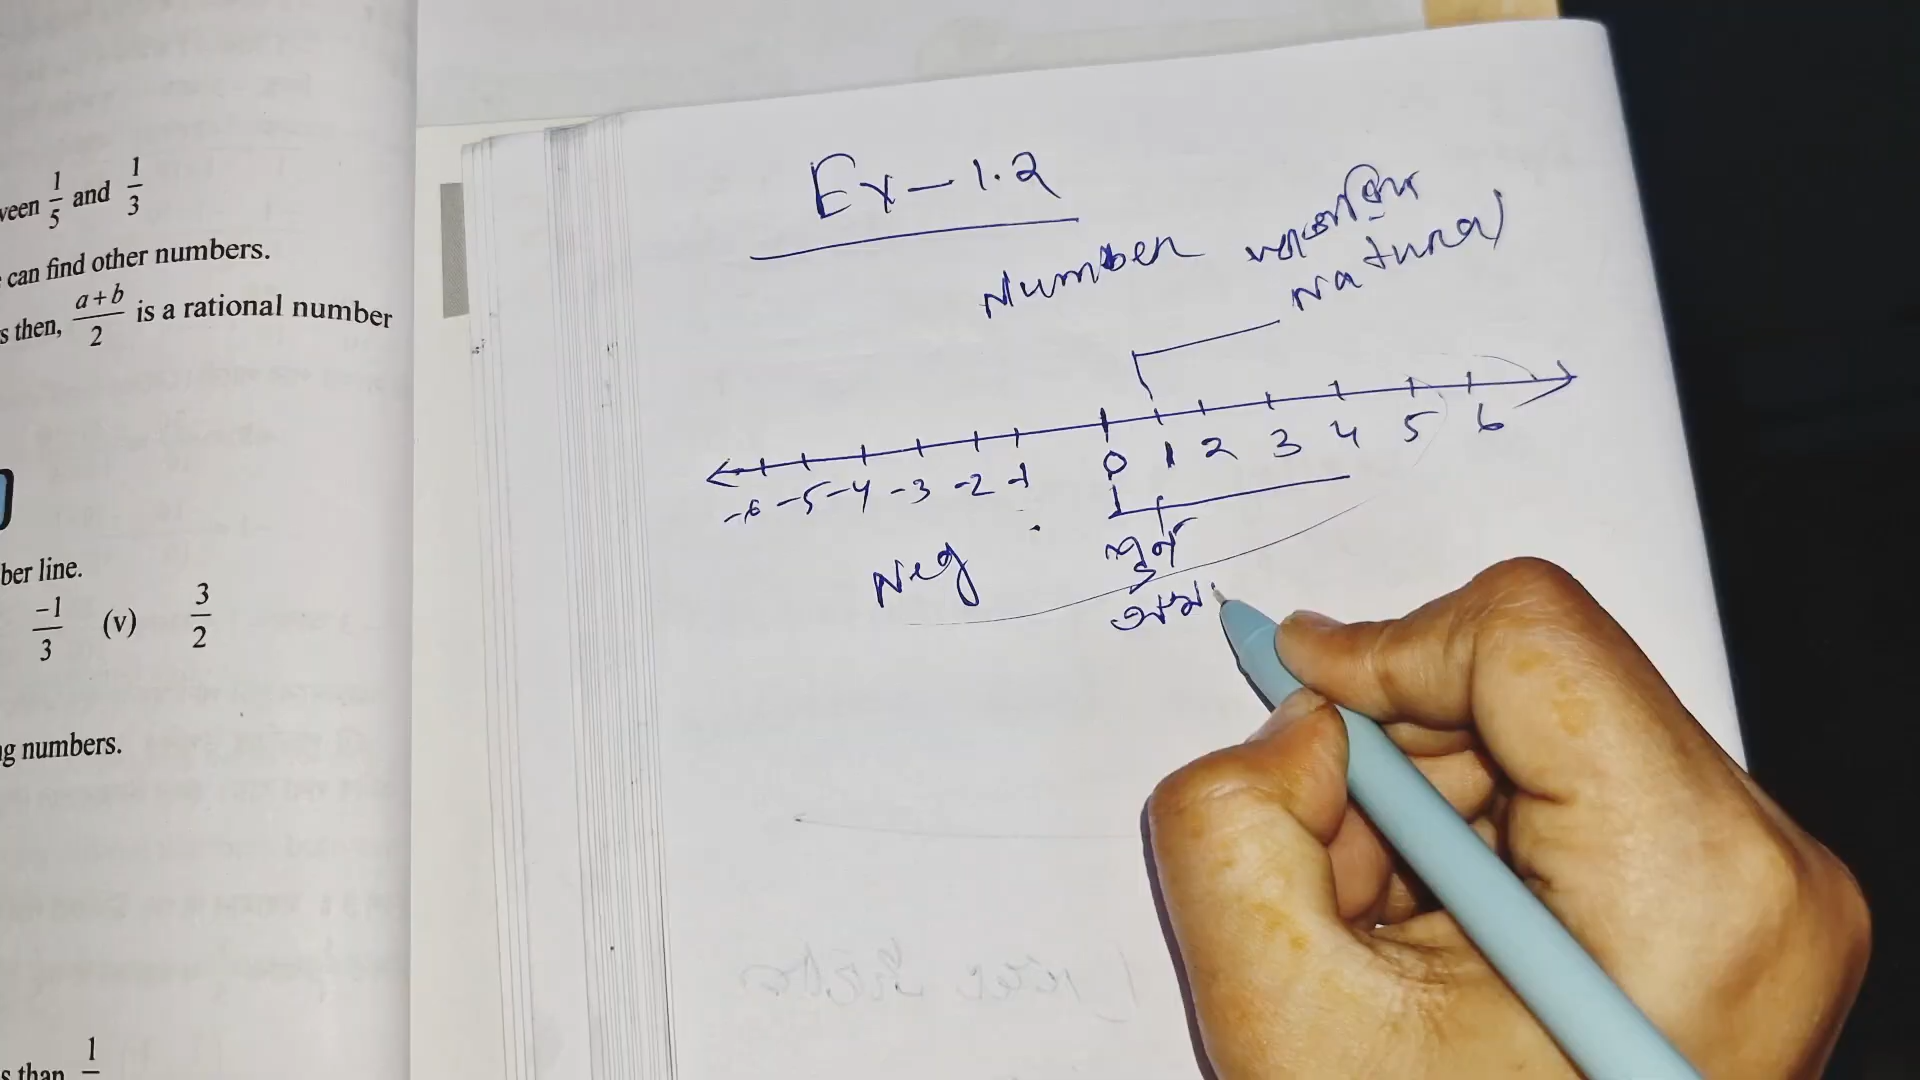 veen 1/5 and 1/3
can find other numbers.
s then, a+b/2 is a rational number
ber line.
-1/3 (v) 3/2
g numbers.
s than 1
Ex - 1.2
Number
natural
-6 -5 -4 -3 -2 -1 0 1 2 3 4 5 6
Neg